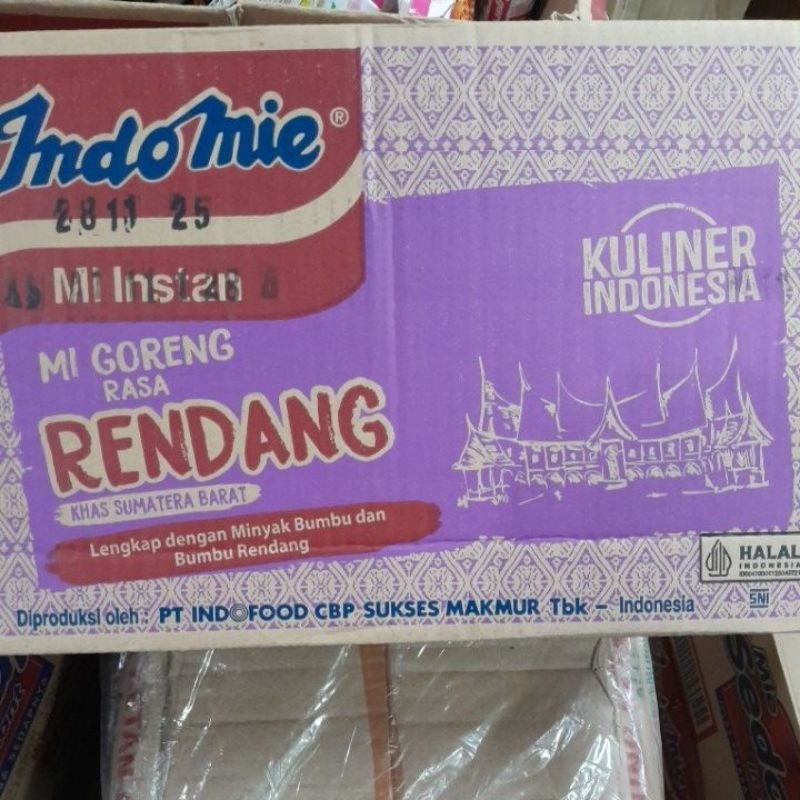 Indomie®
2811 25
Mi Instan
KULINER
INDONESIA
MI GORENG
RASA
RENDANG
KHAS SUMATERA BARAT
Lengkap dengan Minyak Bumbu dan
Bumbu Rendang
HALAL
INDONESIA
SNI
Diproduksi oleh : PT INDOFOOD CBP SUKSES MAKMUR Tbk – Indonesia